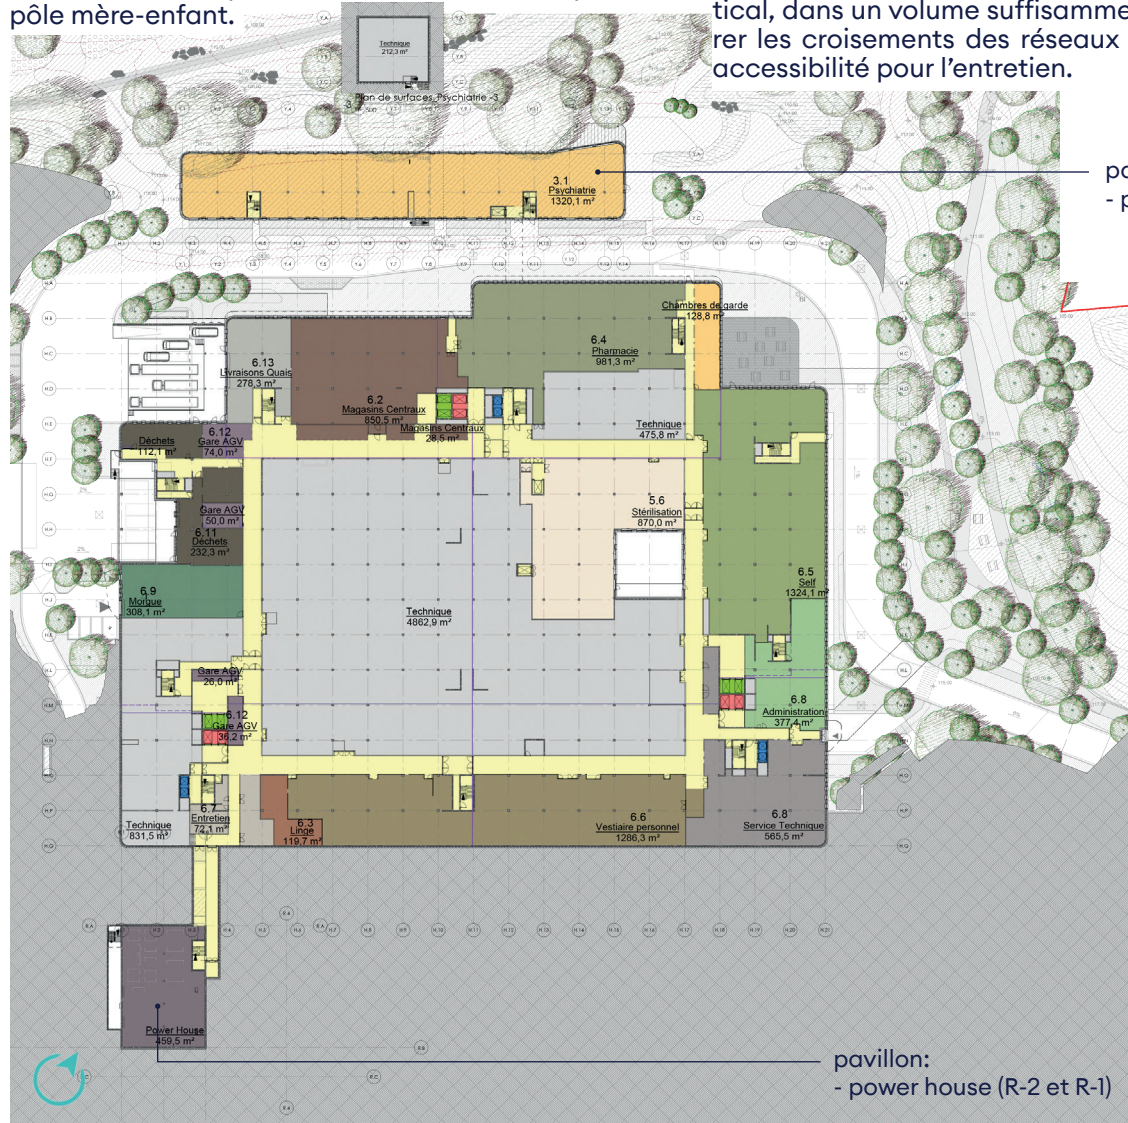 pôle mère-enfant.
tical, dans un volume suffisamme
rer les croisements des réseaux
accessibilité pour l'entretien.
Technique
212,3 m²
Plan de surfaces Psychiatrie -3
3.1
Psychiatrie
1320,1 m²
po
- p
Chambres de garde
128,8 m²
6.4
Pharmacie
981,3 m²
6.13
Livraisons Quais
278,3 m²
6.2
Magasins Centraux
850,5 m²
Magasins Centraux
28,5 m²
Technique
475,8 m²
Déchets
112,1 m²
6.12
Gare AGV
74,0 m²
5.6
Stérilisation
870,0 m²
Gare AGV
50,0 m²
6.11
Déchets
232,3 m²
6.9
Morgue
308,1 m²
6.5
Self
1324,1 m²
Technique
4862,9 m²
Gare AGV
26,0 m²
6.12
Gare AGV
36,2 m²
6.8
Administration
377,4 m²
6.7
Entretien
72,1 m²
Technique
831,5 m²
6.3
Linge
119,7 m²
6.6
Vestiaire personnel
1286,3 m²
6.8
Service Technique
565,5 m²
Power House
459,5 m²
pavillon:
- power house (R-2 et R-1)